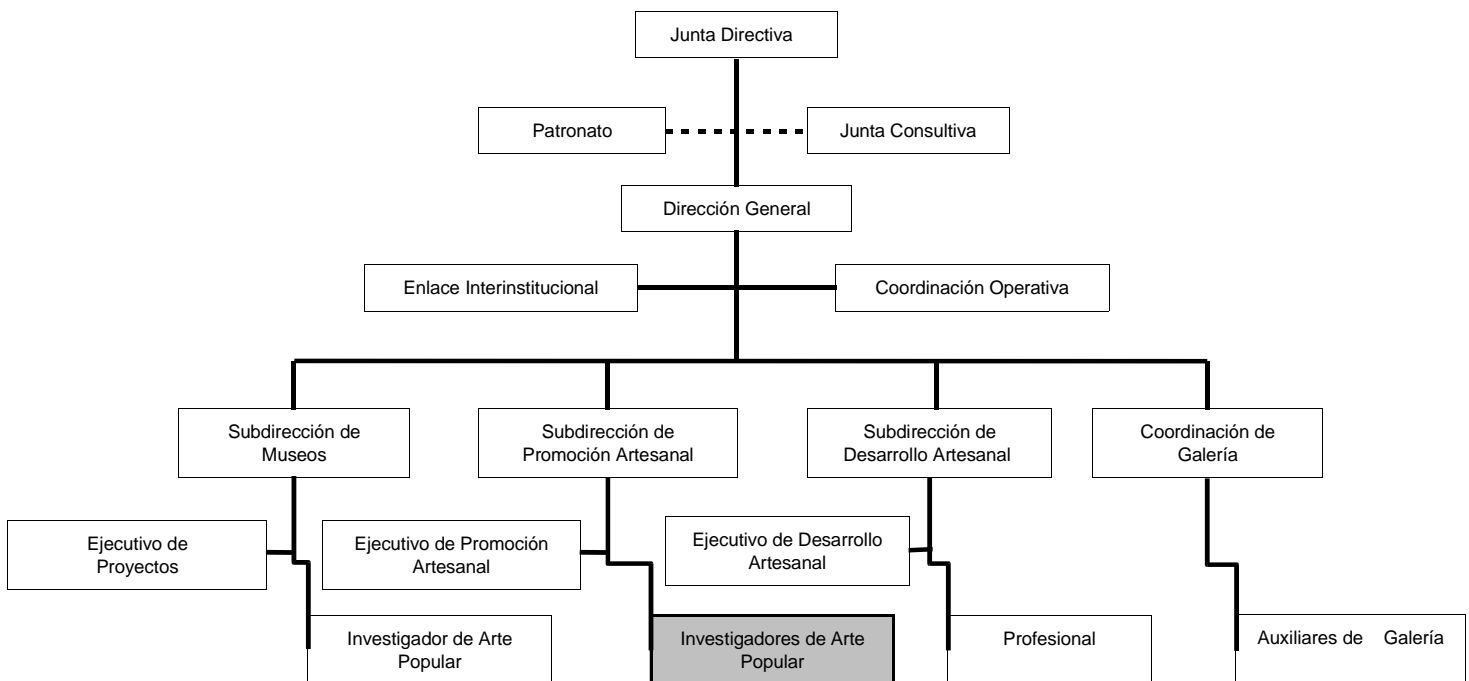 Junta Directiva
Patronato
Junta Consultiva
Dirección General
Enlace Interinstitucional
Coordinación Operativa
Subdirección de
Museos
Subdirección de
Promoción Artesanal
Subdirección de
Desarrollo Artesanal
Coordinación de
Galería
Ejecutivo de
Proyectos
Ejecutivo de Promoción
Artesanal
Ejecutivo de Desarrollo
Artesanal
Investigador de Arte
Popular
Investigadores de Arte
Popular
Profesional
Auxiliares de Galería